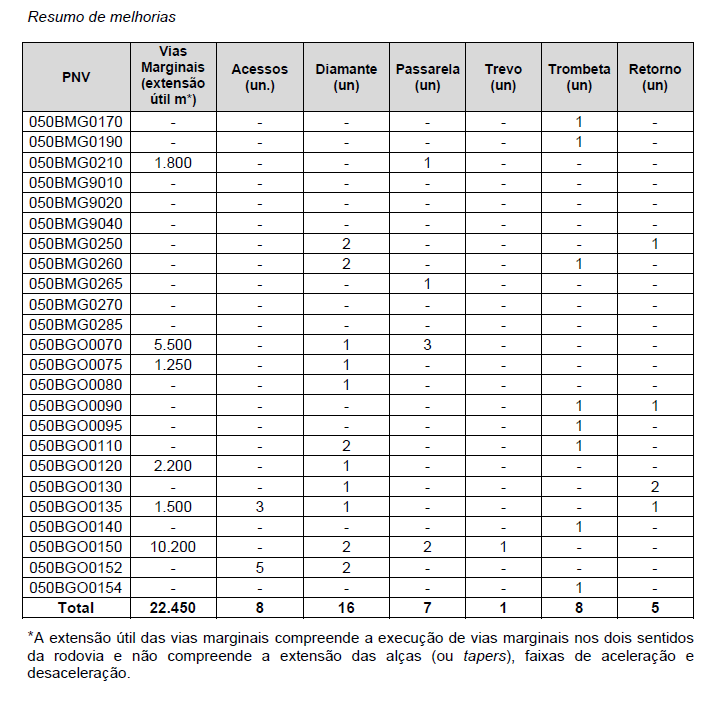 Resumo de melhorias
PNV Vias Marginais (extensão útil m*) Acessos (un.) Diamante (un) Passarela (un) Trevo (un) Trombeta (un) Retorno (un)
050BMG0170 - - - - - 1 -
050BMG0190 - - - - - 1 -
050BMG0210 1.800 - - 1 - - -
050BMG9010 - - - - - - -
050BMG9020 - - - - - - -
050BMG9040 - - - - - - -
050BMG0250 - - 2 - - - 1
050BMG0260 - - 2 - - 1 -
050BMG0265 - - - 1 - - -
050BMG0270 - - - - - - -
050BMG0285 - - - - - - -
050BGO0070 5.500 - 1 3 - - -
050BGO0075 1.250 - 1 - - - -
050BGO0080 - - 1 - - - -
050BGO0090 - - - - - 1 1
050BGO0095 - - - - - 1 -
050BGO0110 - - 2 - - 1 -
050BGO0120 2.200 - 1 - - - -
050BGO0130 - - 1 - - - 2
050BGO0135 1.500 3 1 - - - 1
050BGO0140 - - - - - 1 -
050BGO0150 10.200 - 2 2 1 - -
050BGO0152 - 5 2 - - - -
050BGO0154 - - - - - 1 -
Total 22.450 8 16 7 1 8 5
*A extensão útil das vias marginais compreende a execução de vias marginais nos dois sentidos
da rodovia e não compreende a extensão das alças (ou tapers), faixas de aceleração e
desaceleração.